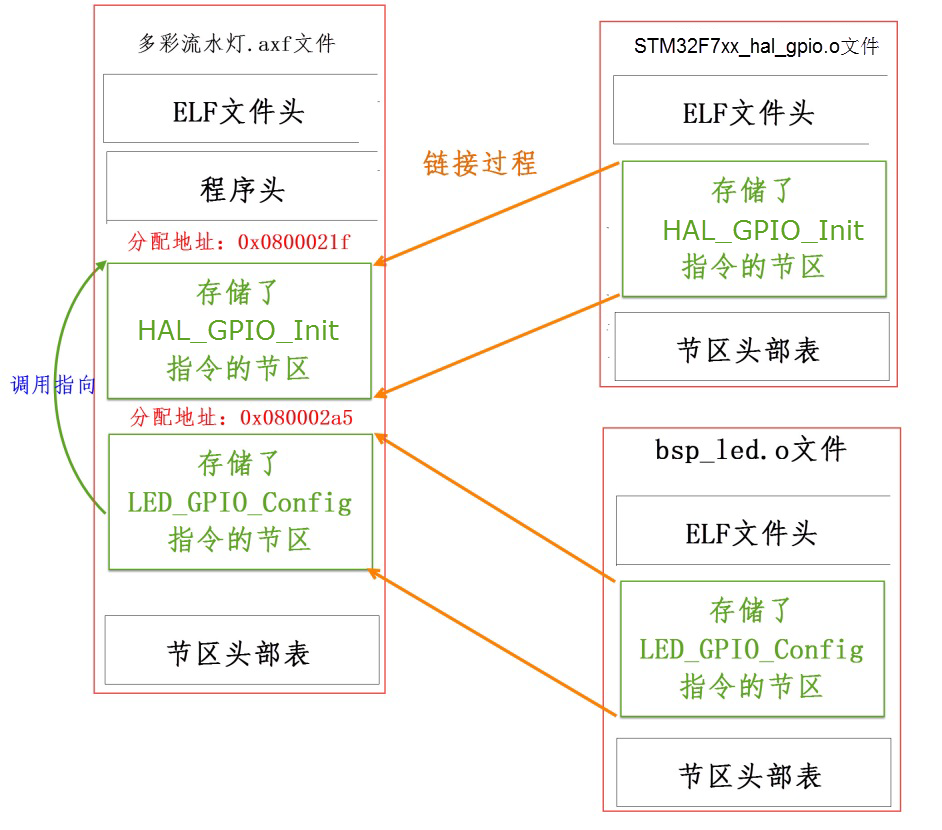 多彩流水灯.axf文件
ELF文件头
程序头
分配地址：0x0800021f
存储了
HAL_GPIO_Init
指令的节区
调用指向
分配地址：0x080002a5
存储了
LED_GPIO_Config
指令的节区
节区头部表
链接过程
STM32F7xx_hal_gpio.o文件
ELF文件头
存储了
HAL_GPIO_Init
指令的节区
节区头部表
bsp_led.o文件
ELF文件头
存储了
LED_GPIO_Config
指令的节区
节区头部表